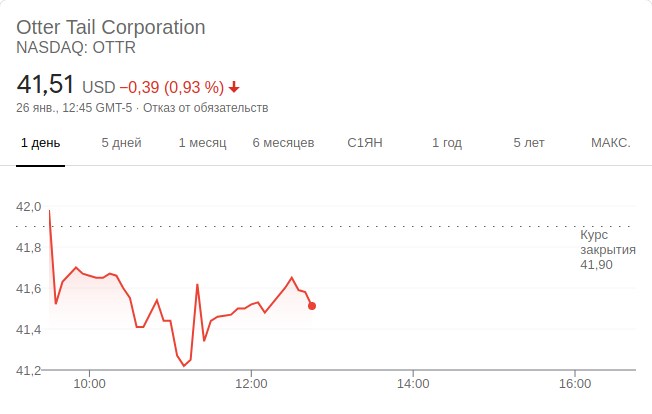 Otter Tail Corporation
NASDAQ: OTTR
41,51 USD −0,39 (0,93 %)
26 янв., 12:45 GMT-5 · Отказ от обязательств
1 день 5 дней 1 месяц 6 месяцев С1ЯН 1 год 5 лет МАКС.
42,0
Курс
41,8 закрытия
41,90
41,6
41,4
41,2
10:00 12:00 14:00 16:00